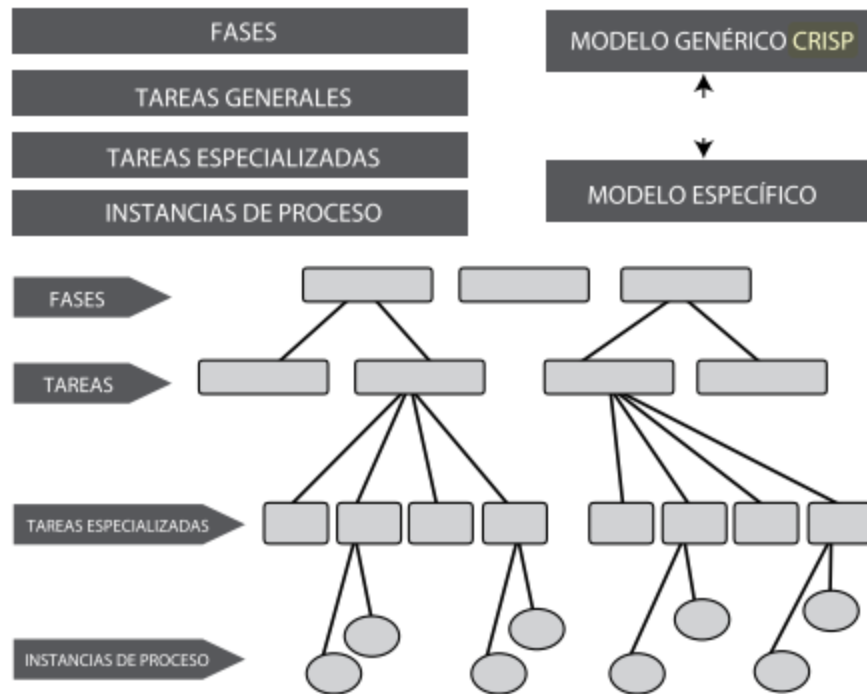 FASES
TAREAS GENERALES
TAREAS ESPECIALIZADAS
INSTANCIAS DE PROCESO
MODELO GENÉRICO CRISP
MODELO ESPECÍFICO
FASES
TAREAS
TAREAS ESPECIALIZADAS
INSTANCIAS DE PROCESO